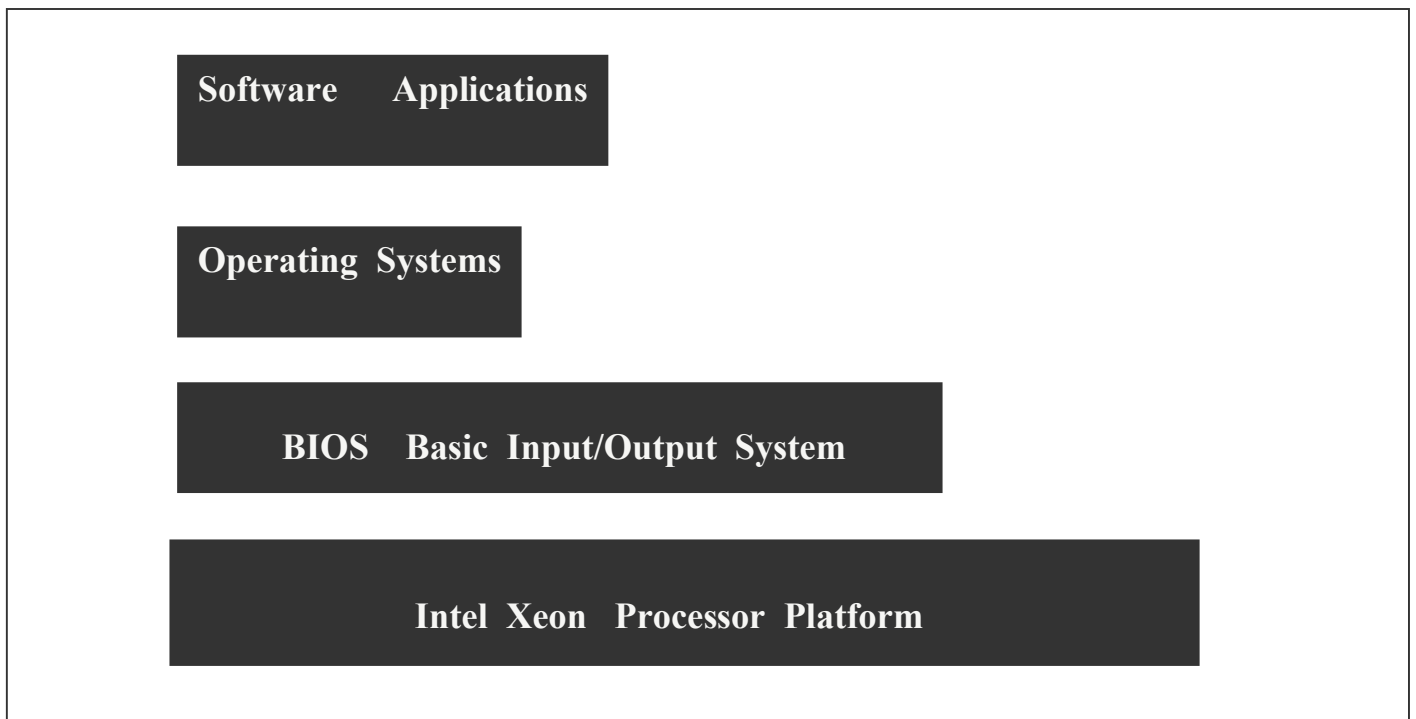 Software Applications
Operating Systems
BIOS Basic Input/Output System
Intel Xeon Processor Platform